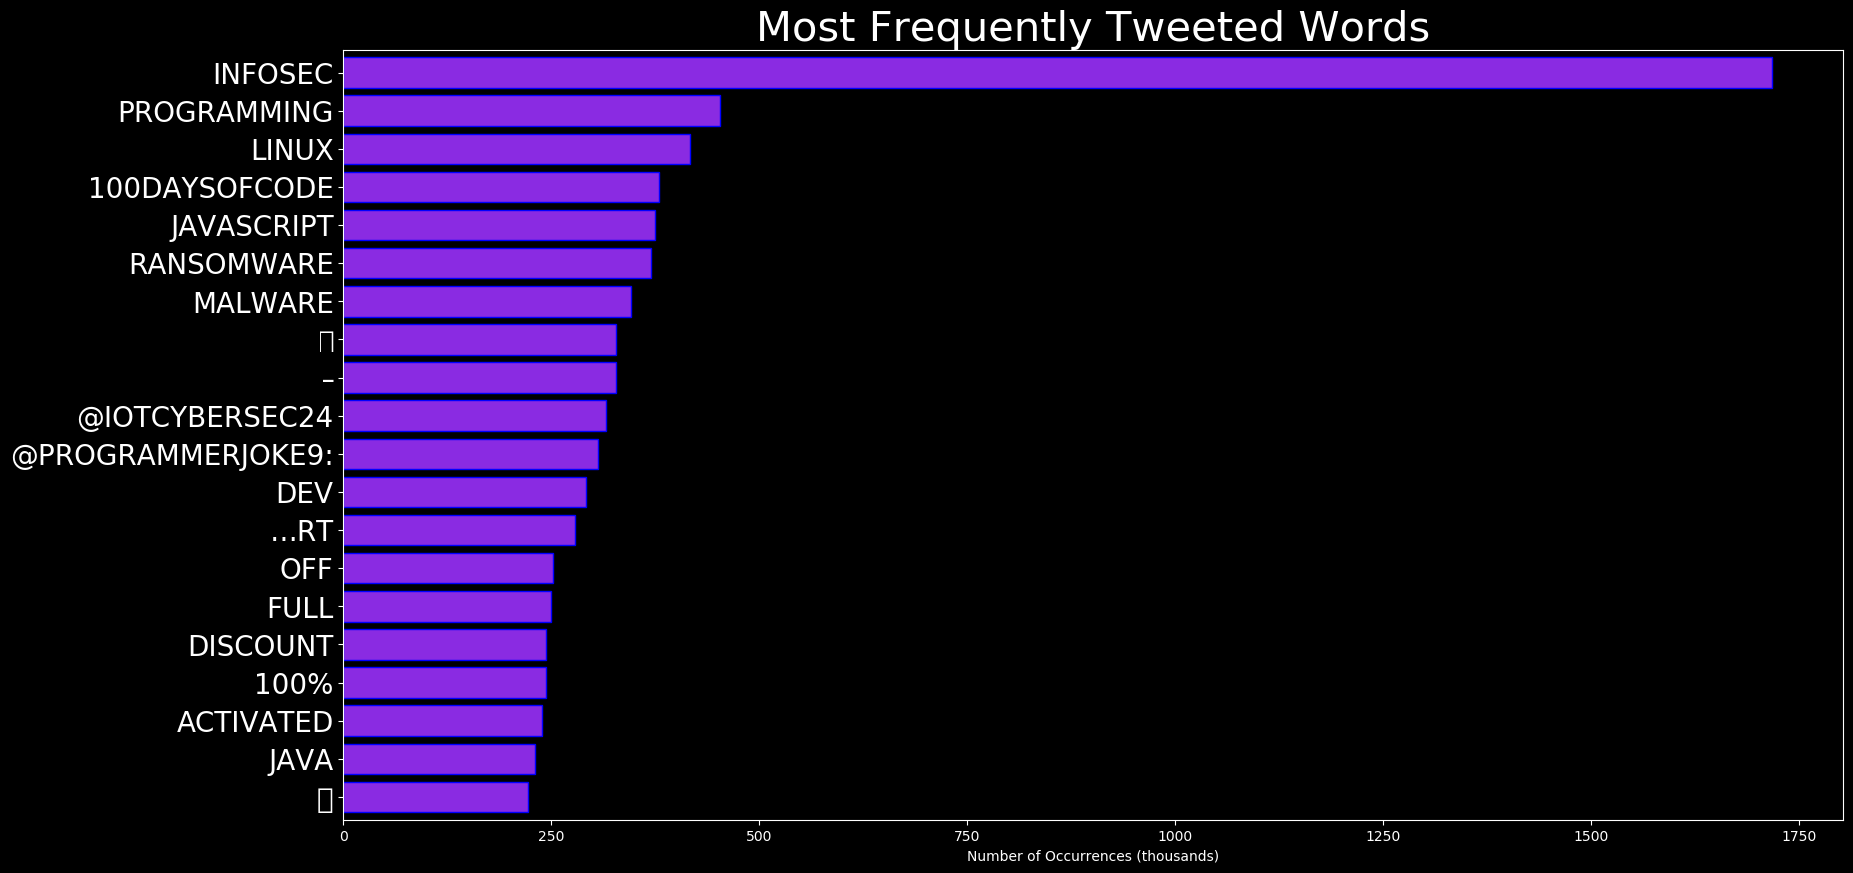 Most Frequently Tweeted Words
INFOSEC
PROGRAMMING
LINUX
100DAYSOFCODE
JAVASCRIPT
RANSOMWARE
MALWARE
–
@IOTCYBERSEC24
@PROGRAMMERJOKE9:
DEV
…RT
OFF
FULL
DISCOUNT
100%
ACTIVATED
JAVA
0 250 500 750 1000 1250 1500 1750
Number of Occurrences (thousands)